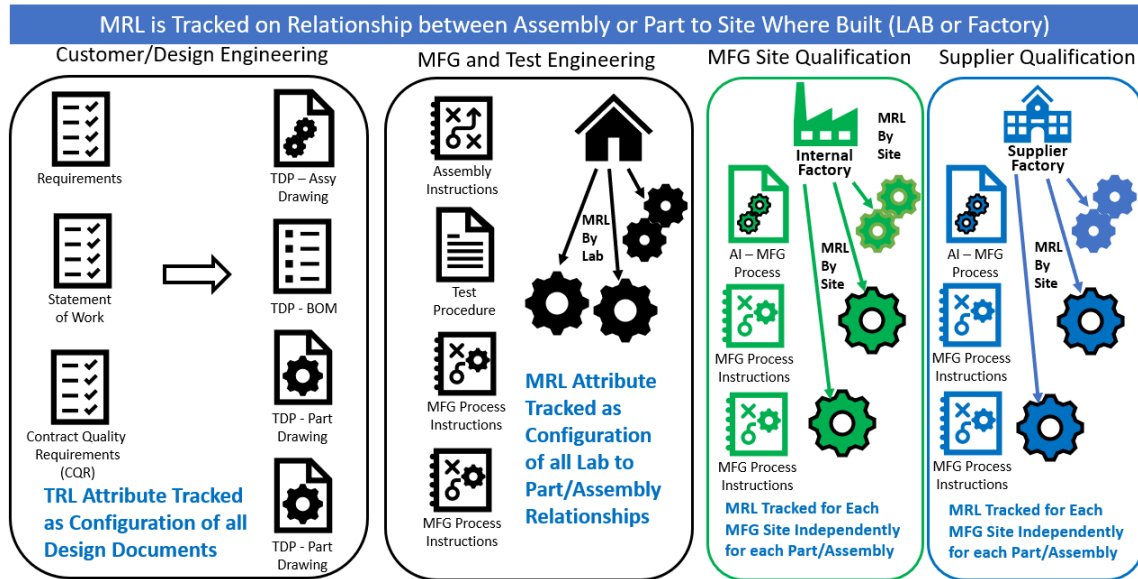 MRL is Tracked on Relationship between Assembly or Part to Site Where Built (LAB or Factory)
Customer/Design Engineering
Requirements
Statement
of Work
Contract Quality
Requirements
(CQR)
TDP – Assy
Drawing
TDP - BOM
TDP - Part
Drawing
TDP - Part
Drawing
TRL Attribute Tracked
as Configuration of all
Design Documents
MFG and Test Engineering
Assembly
Instructions
Test
Procedure
MFG Process
Instructions
MFG Process
Instructions
MRL
By
Lab
MRL Attribute
Tracked as
Configuration
of all Lab to
Part/Assembly
Relationships
MFG Site Qualification
Internal
Factory
MRL
By
Site
AI – MFG
Process
MRL
By
Site
MFG Process
Instructions
MFG Process
Instructions
MRL Tracked for Each
MFG Site Independently
for each Part/Assembly
Supplier Qualification
Supplier
Factory
AI – MFG
Process
MRL
By
Site
MFG Process
Instructions
MFG Process
Instructions
MRL Tracked for Each
MFG Site Independently
for each Part/Assembly